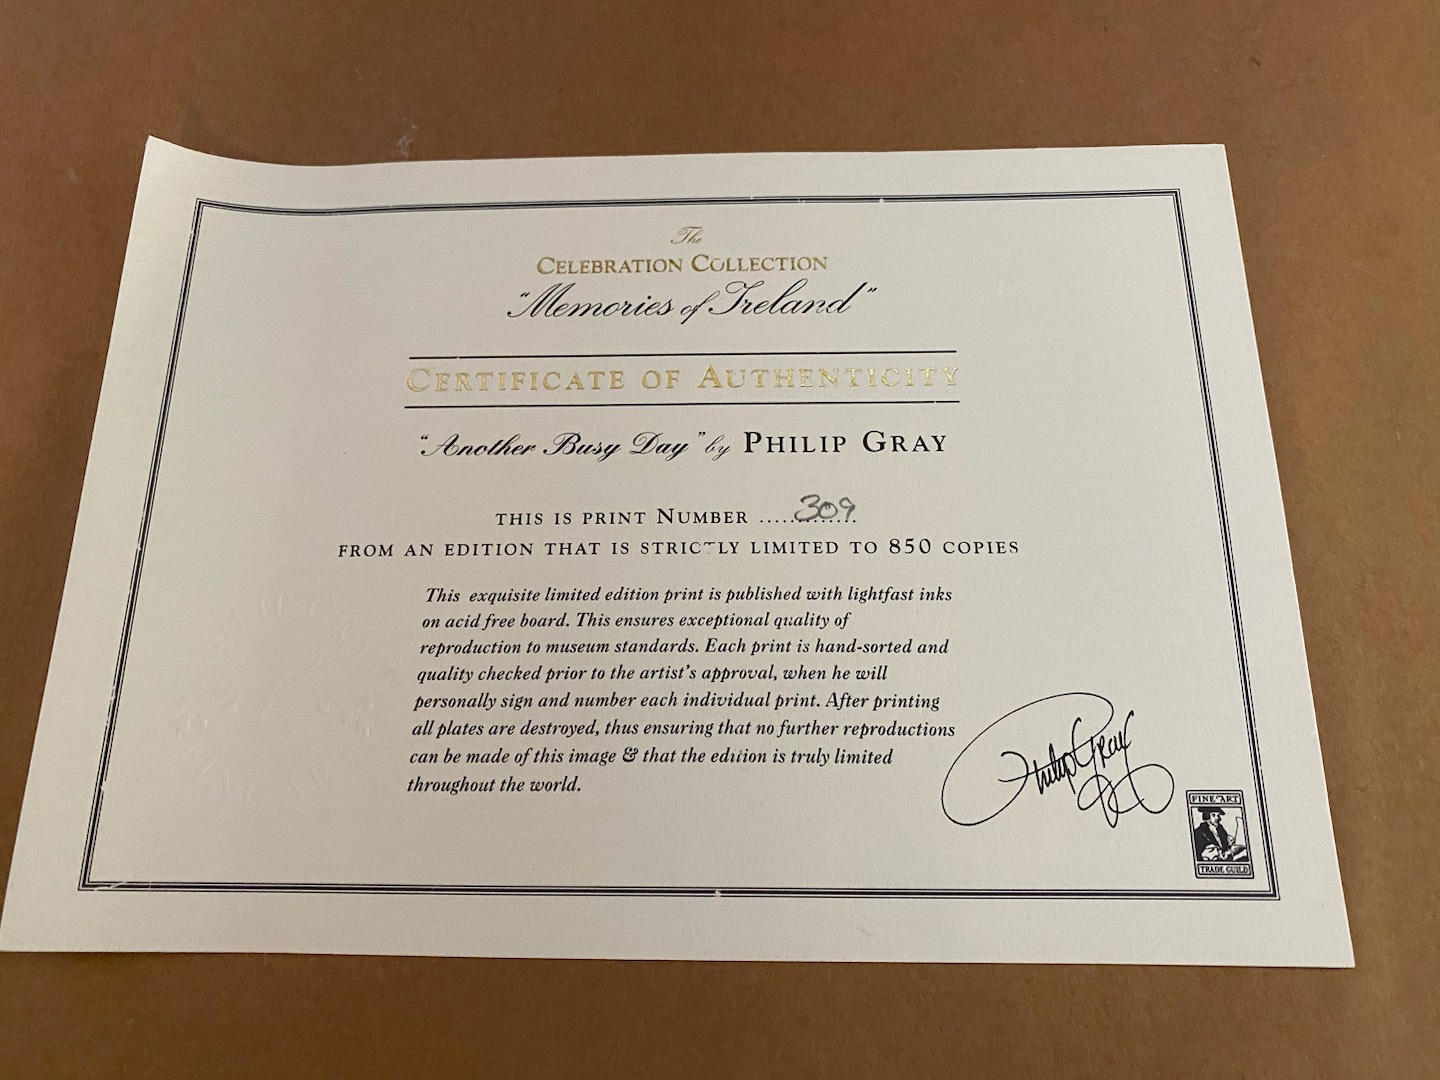 The
CELEBRATION COLLECTION
"Memories of Ireland"
CERTIFICATE OF AUTHENTICITY
"Another Busy Day" by PHILIP GRAY
THIS IS PRINT NUMBER .............309
FROM AN EDITION THAT IS STRICTLY LIMITED TO 850 COPIES
This exquisite limited edition print is published with lightfast inks
on acid free board. This ensures exceptional quality of
reproduction to museum standards. Each print is hand-sorted and
quality checked prior to the artist's approval, when he will
personally sign and number each individual print. After printing
all plates are destroyed, thus ensuring that no further reproductions
can be made of this image & that the edition is truly limited
throughout the world.
Philip Gray
FINE ART
TRADE GUILD